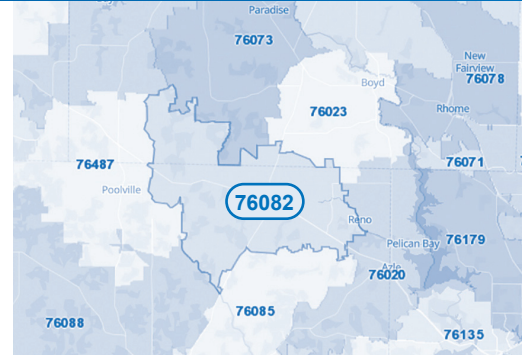 Paradise
76073
New
Fairview
76078
Boyd
76023
Rhome
76487
76071
Poolville
76082
Reno
Pelican Bay
76179
Azle
76020
76085
76088
76135